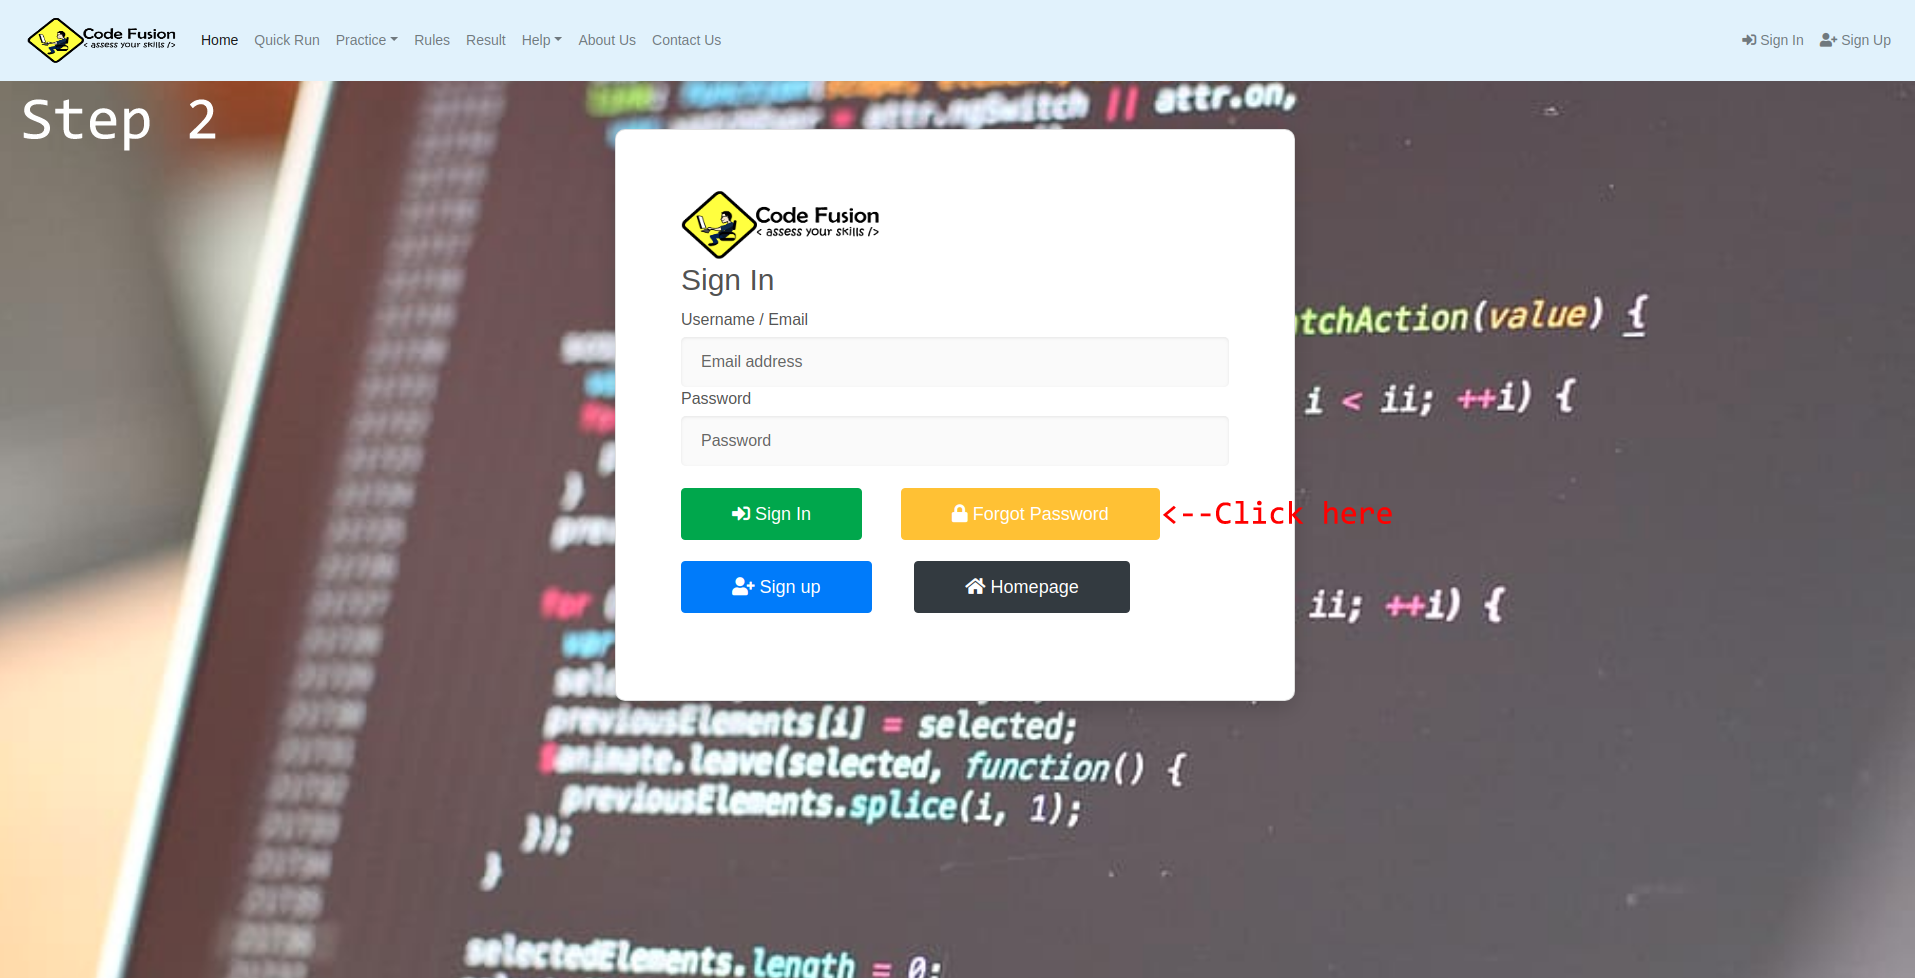 Code Fusion
< assess your skills />
Home Quick Run Practice Rules Result Help About Us Contact Us Sign In Sign Up
Step 2
attr.ngSwitch || attr.on,
Code Fusion
< assess your skills />
Sign In
tchAction(value) {
Username / Email
Email address
i < ii; ++i) {
Password
Password
Sign In Forgot Password <--Click here
Sign up Homepage
for
ii; ++i) {
var
previousElements[i] = selected;
animate.leave(selected, function() {
previousElements.splice(i, 1);
});
}
selectedElements.length = 0;